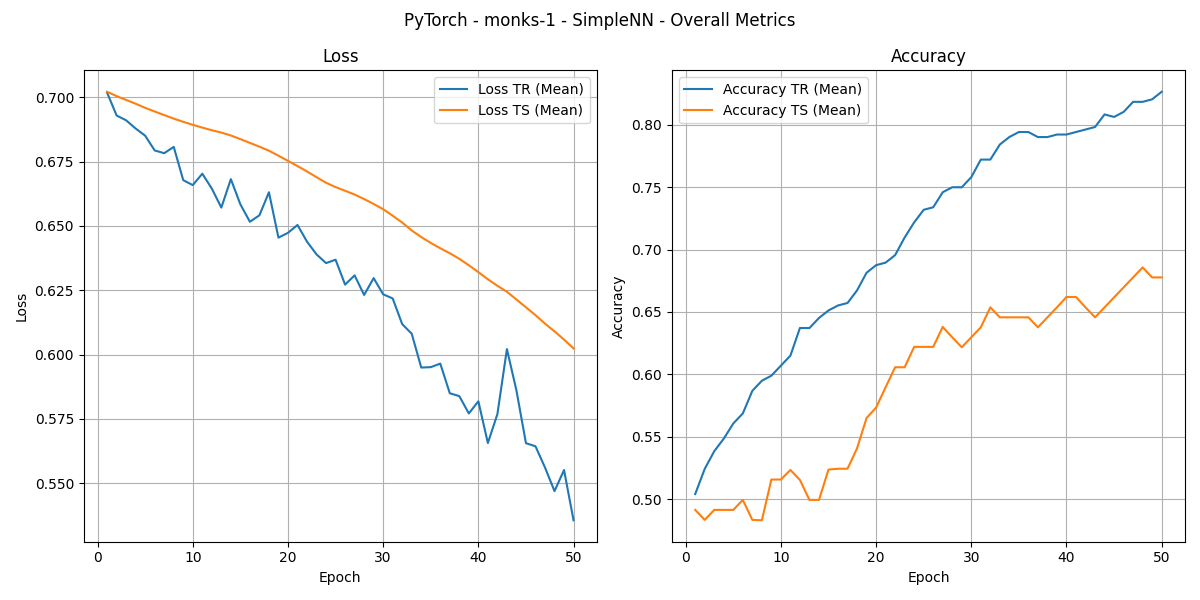 PyTorch - monks-1 - SimpleNN - Overall Metrics
Loss
Loss TR (Mean)
Loss TS (Mean)
0.700
0.675
0.650
0.625
0.600
0.575
0.550
Loss
0
10
20
30
40
50
Epoch
Accuracy
Accuracy TR (Mean)
Accuracy TS (Mean)
0.80
0.75
0.70
0.65
0.60
0.55
0.50
Accuracy
0
10
20
30
40
50
Epoch